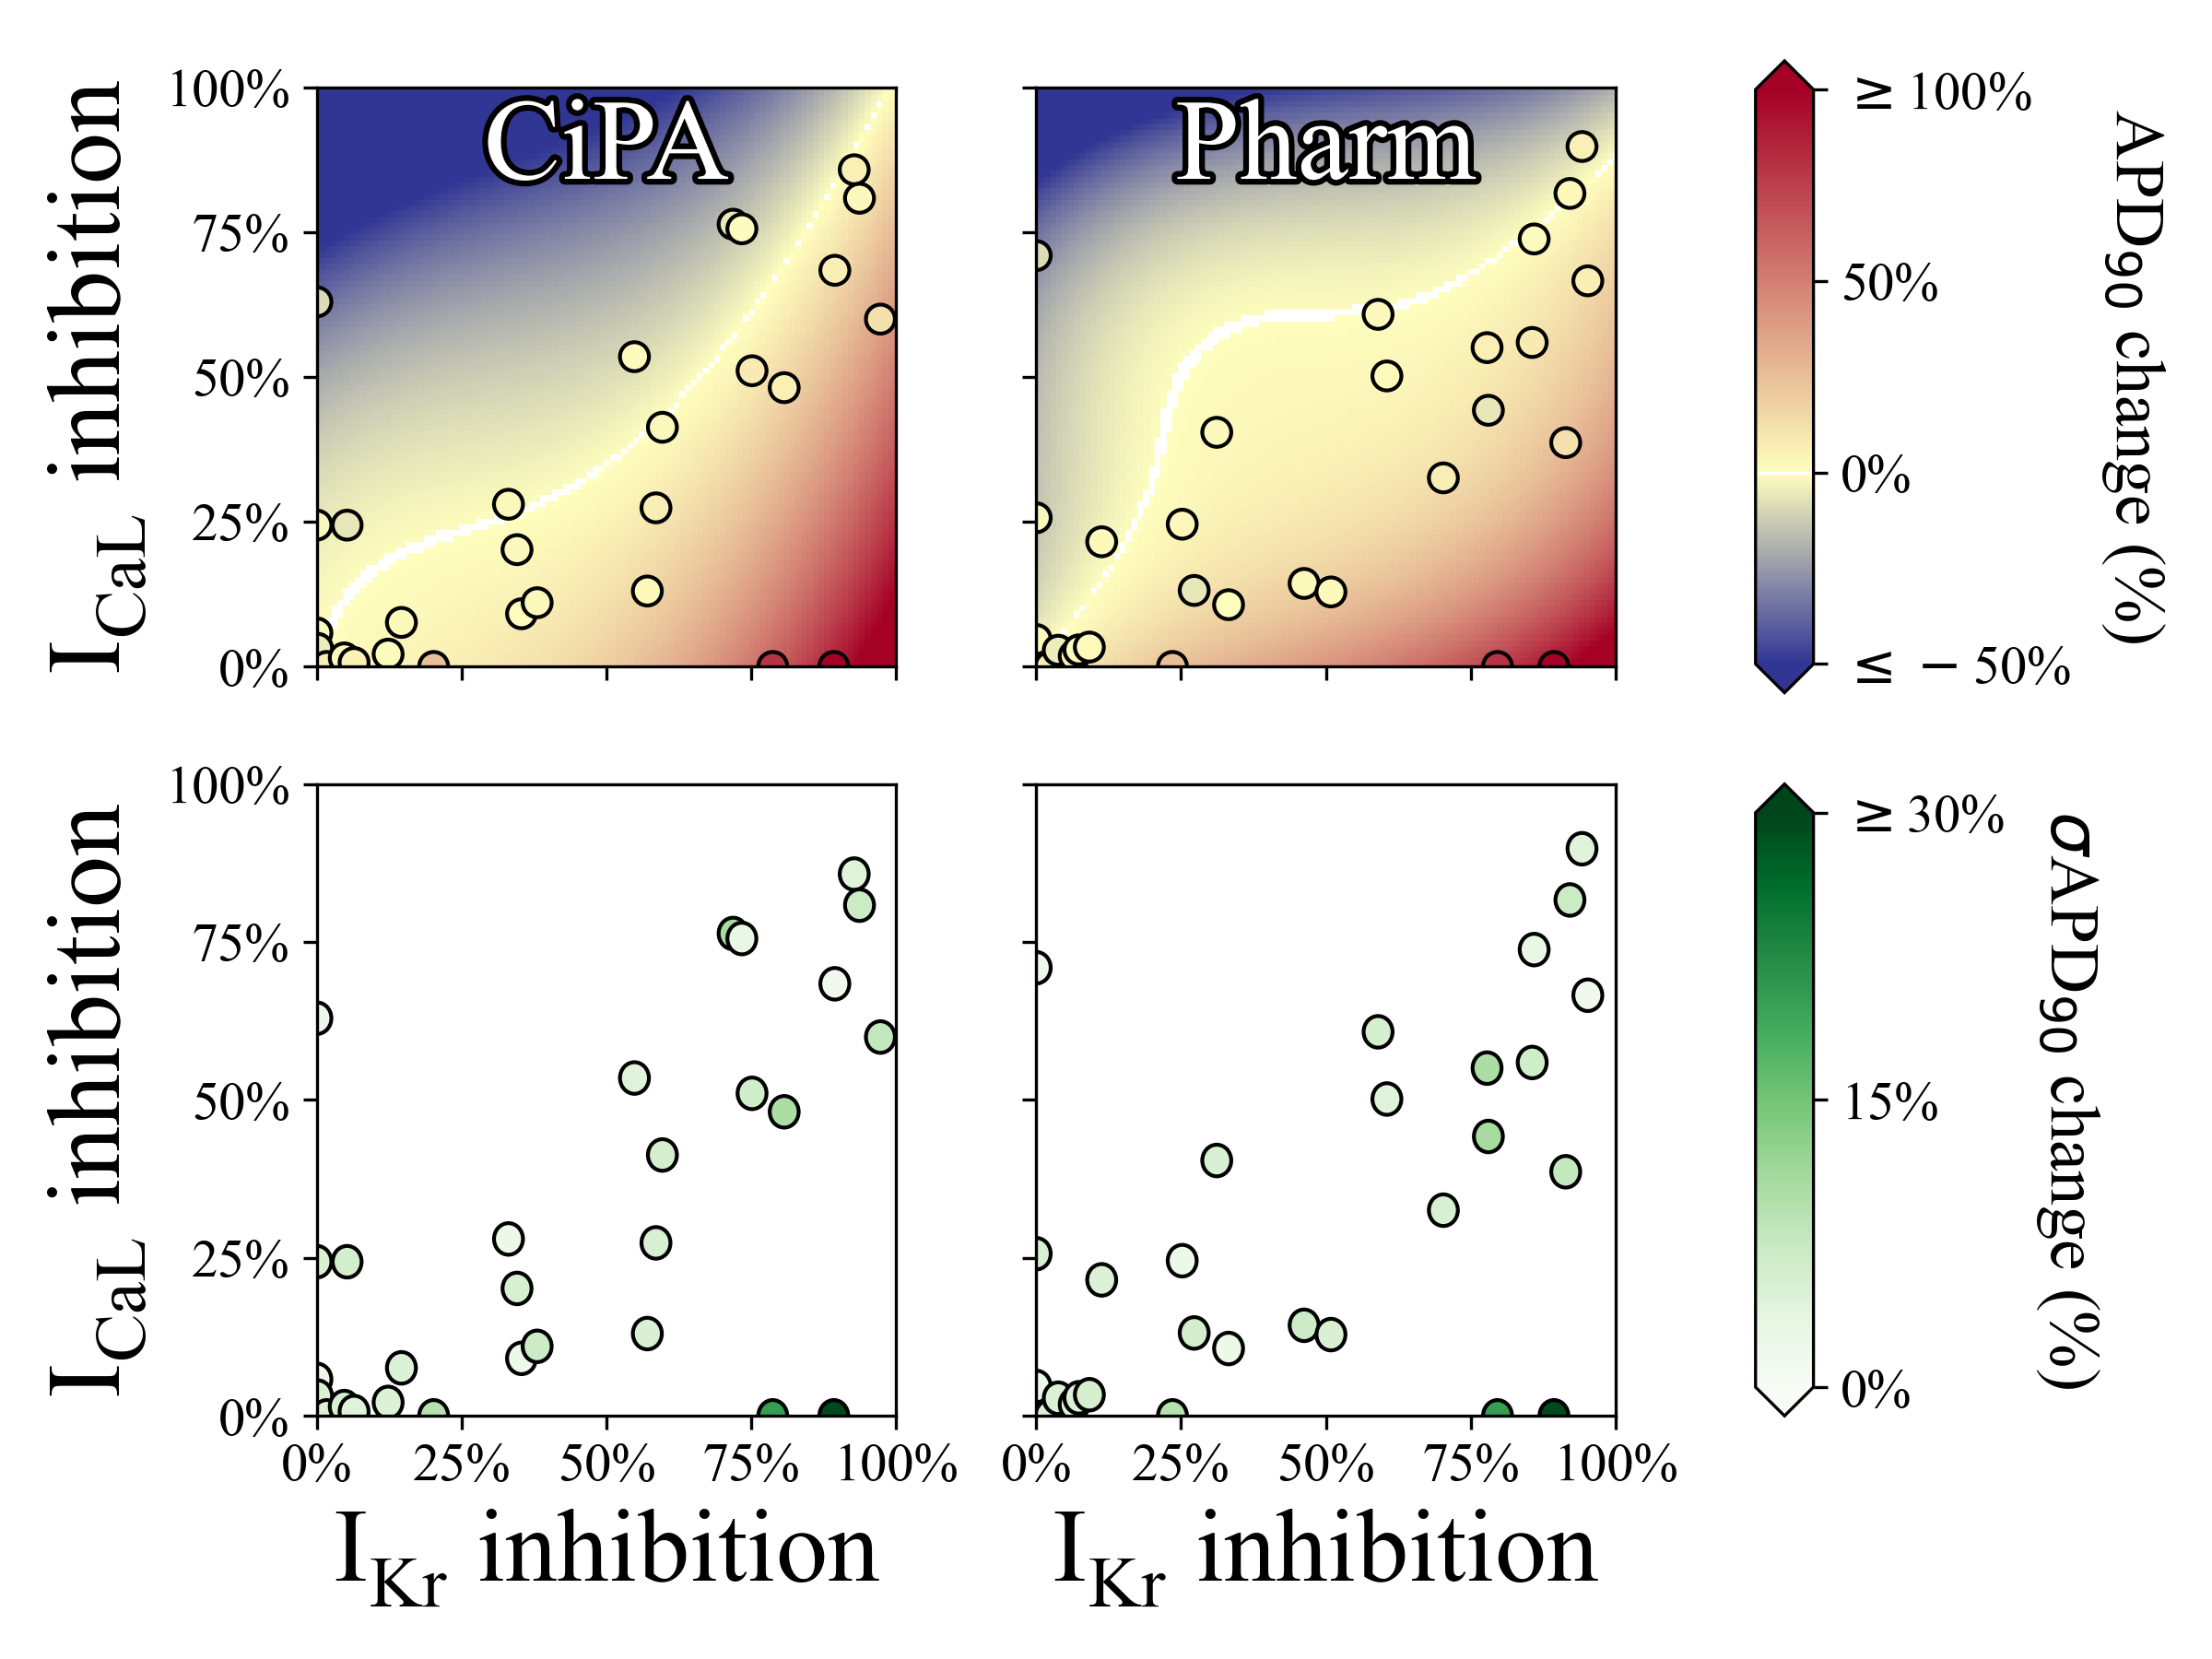 CiPA
Pharm
I_CaL inhibition
100%
75%
50%
25%
0%
≥ 100%
50%
0%
≤ − 50%
APD90 change (%)
I_CaL inhibition
100%
75%
50%
25%
0%
0% 25% 50% 75% 100%
I_Kr inhibition
0% 25% 50% 75% 100%
I_Kr inhibition
≥ 30%
15%
0%
σAPD90 change (%)